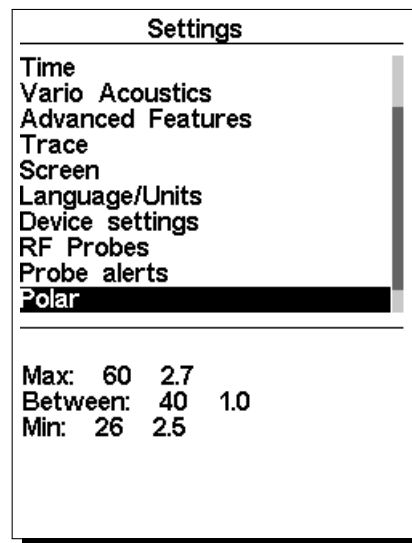 Settings
Time
Vario Acoustics
Advanced Features
Trace
Screen
Language/Units
Device settings
RF Probes
Probe alerts
Polar
Max: 60 2.7
Between: 40 1.0
Min: 26 2.5